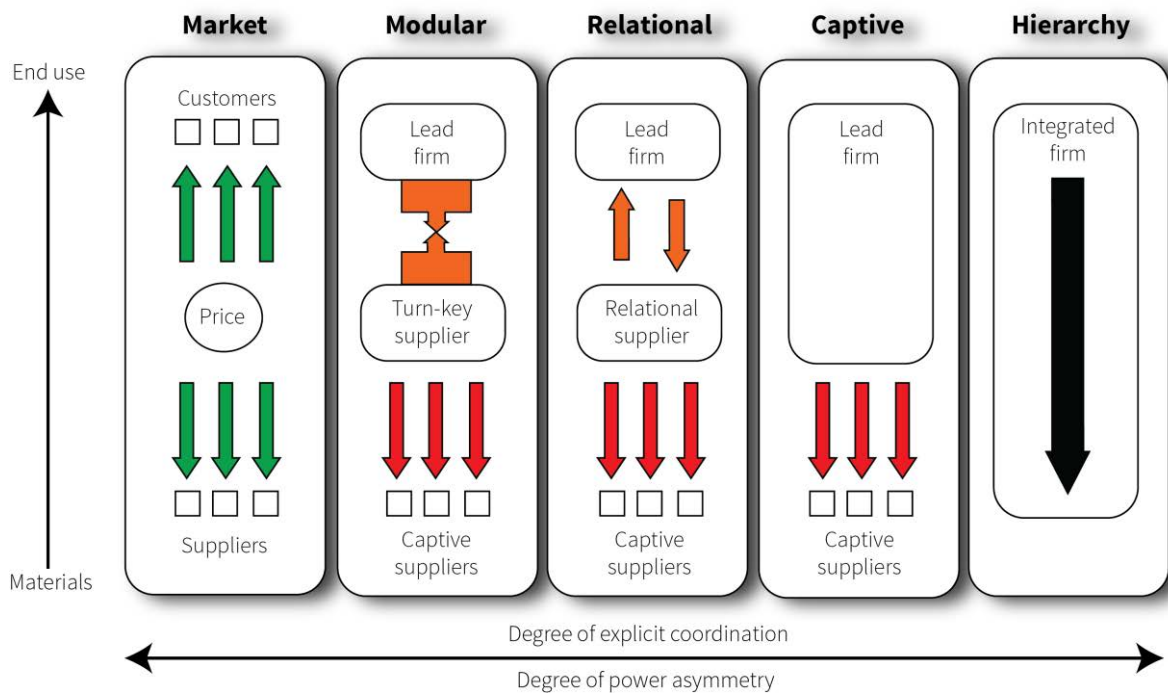 Market
Modular
Relational
Captive
Hierarchy
End use
Materials
Customers
Price
Suppliers
Lead
firm
Turn-key
supplier
Captive
suppliers
Lead
firm
Relational
supplier
Captive
suppliers
Lead
firm
Captive
suppliers
Integrated
firm
Degree of explicit coordination
Degree of power asymmetry